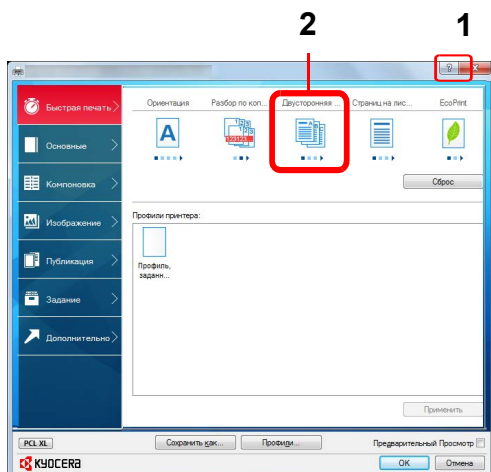 2 1
?
Быстрая печать
Ориентация Разбор по коп... Двусторонняя ... Страниц на лис... EcoPrint
A A 123123
Основные
Компоновка
Сброс
Изображение
Профили принтера:
Публикация
Профиль,
заданн...
Задание
Дополнительно
Применить
PCL XL Сохранить как... Профили... Предварительный Просмотр
KYOCERA OK Отмена